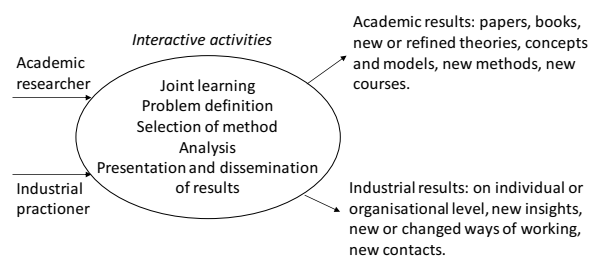 Interactive activities
Academic
researcher
Joint learning
Problem definition
Selection of method
Analysis
Presentation and dissemination
of results
Industrial
practioner
Academic results: papers, books,
new or refined theories, concepts
and models, new methods, new
courses.
Industrial results: on individual or
organisational level, new insights,
new or changed ways of working,
new contacts.